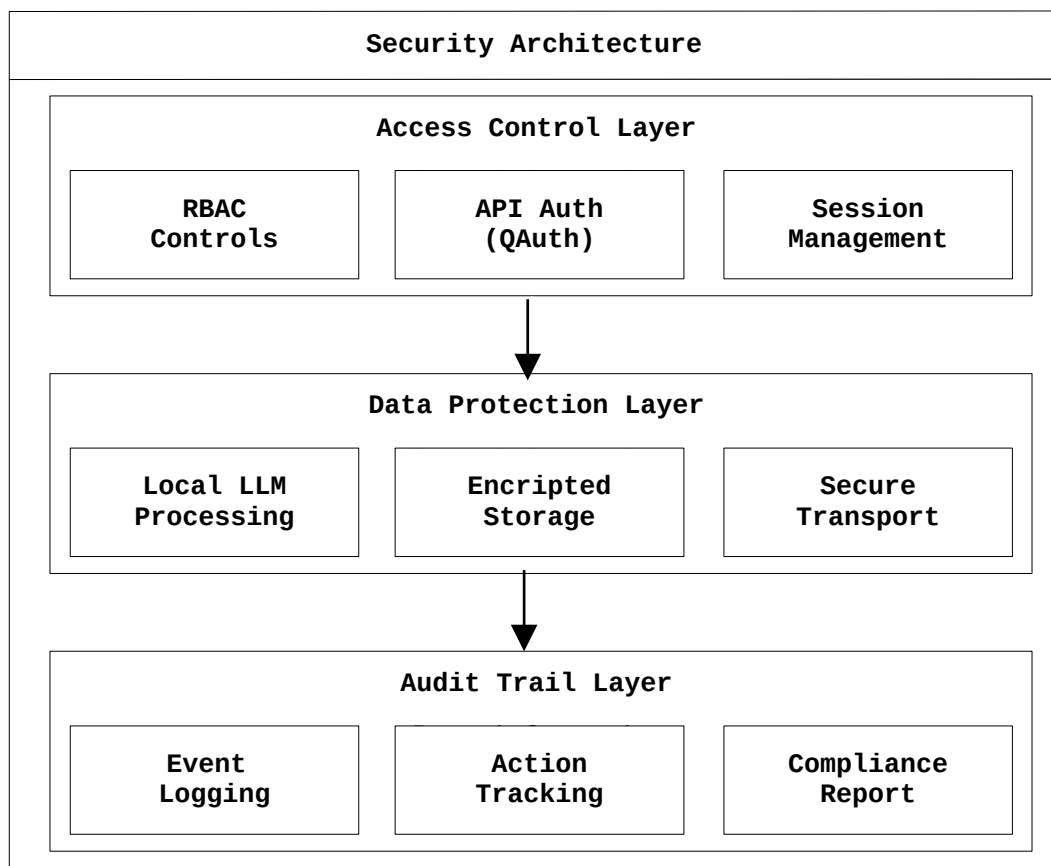 Security Architecture
Access Control Layer
RBAC
Controls
API Auth
(QAuth)
Session
Management
Data Protection Layer
Local LLM
Processing
Encripted
Storage
Secure
Transport
Audit Trail Layer
Event
Logging
Action
Tracking
Compliance
Report